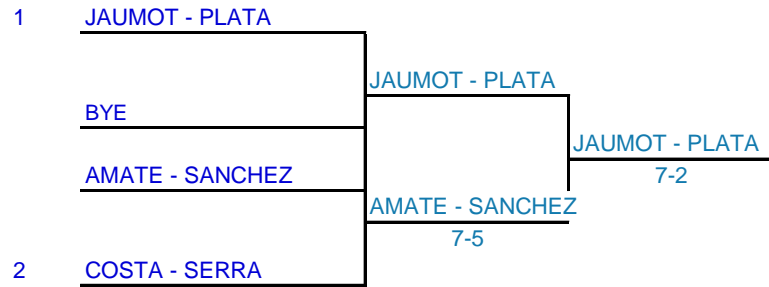 1 JAUMOT - PLATA
JAUMOT - PLATA
BYE
JAUMOT - PLATA
AMATE - SANCHEZ
7-2
AMATE - SANCHEZ
7-5
2 COSTA - SERRA